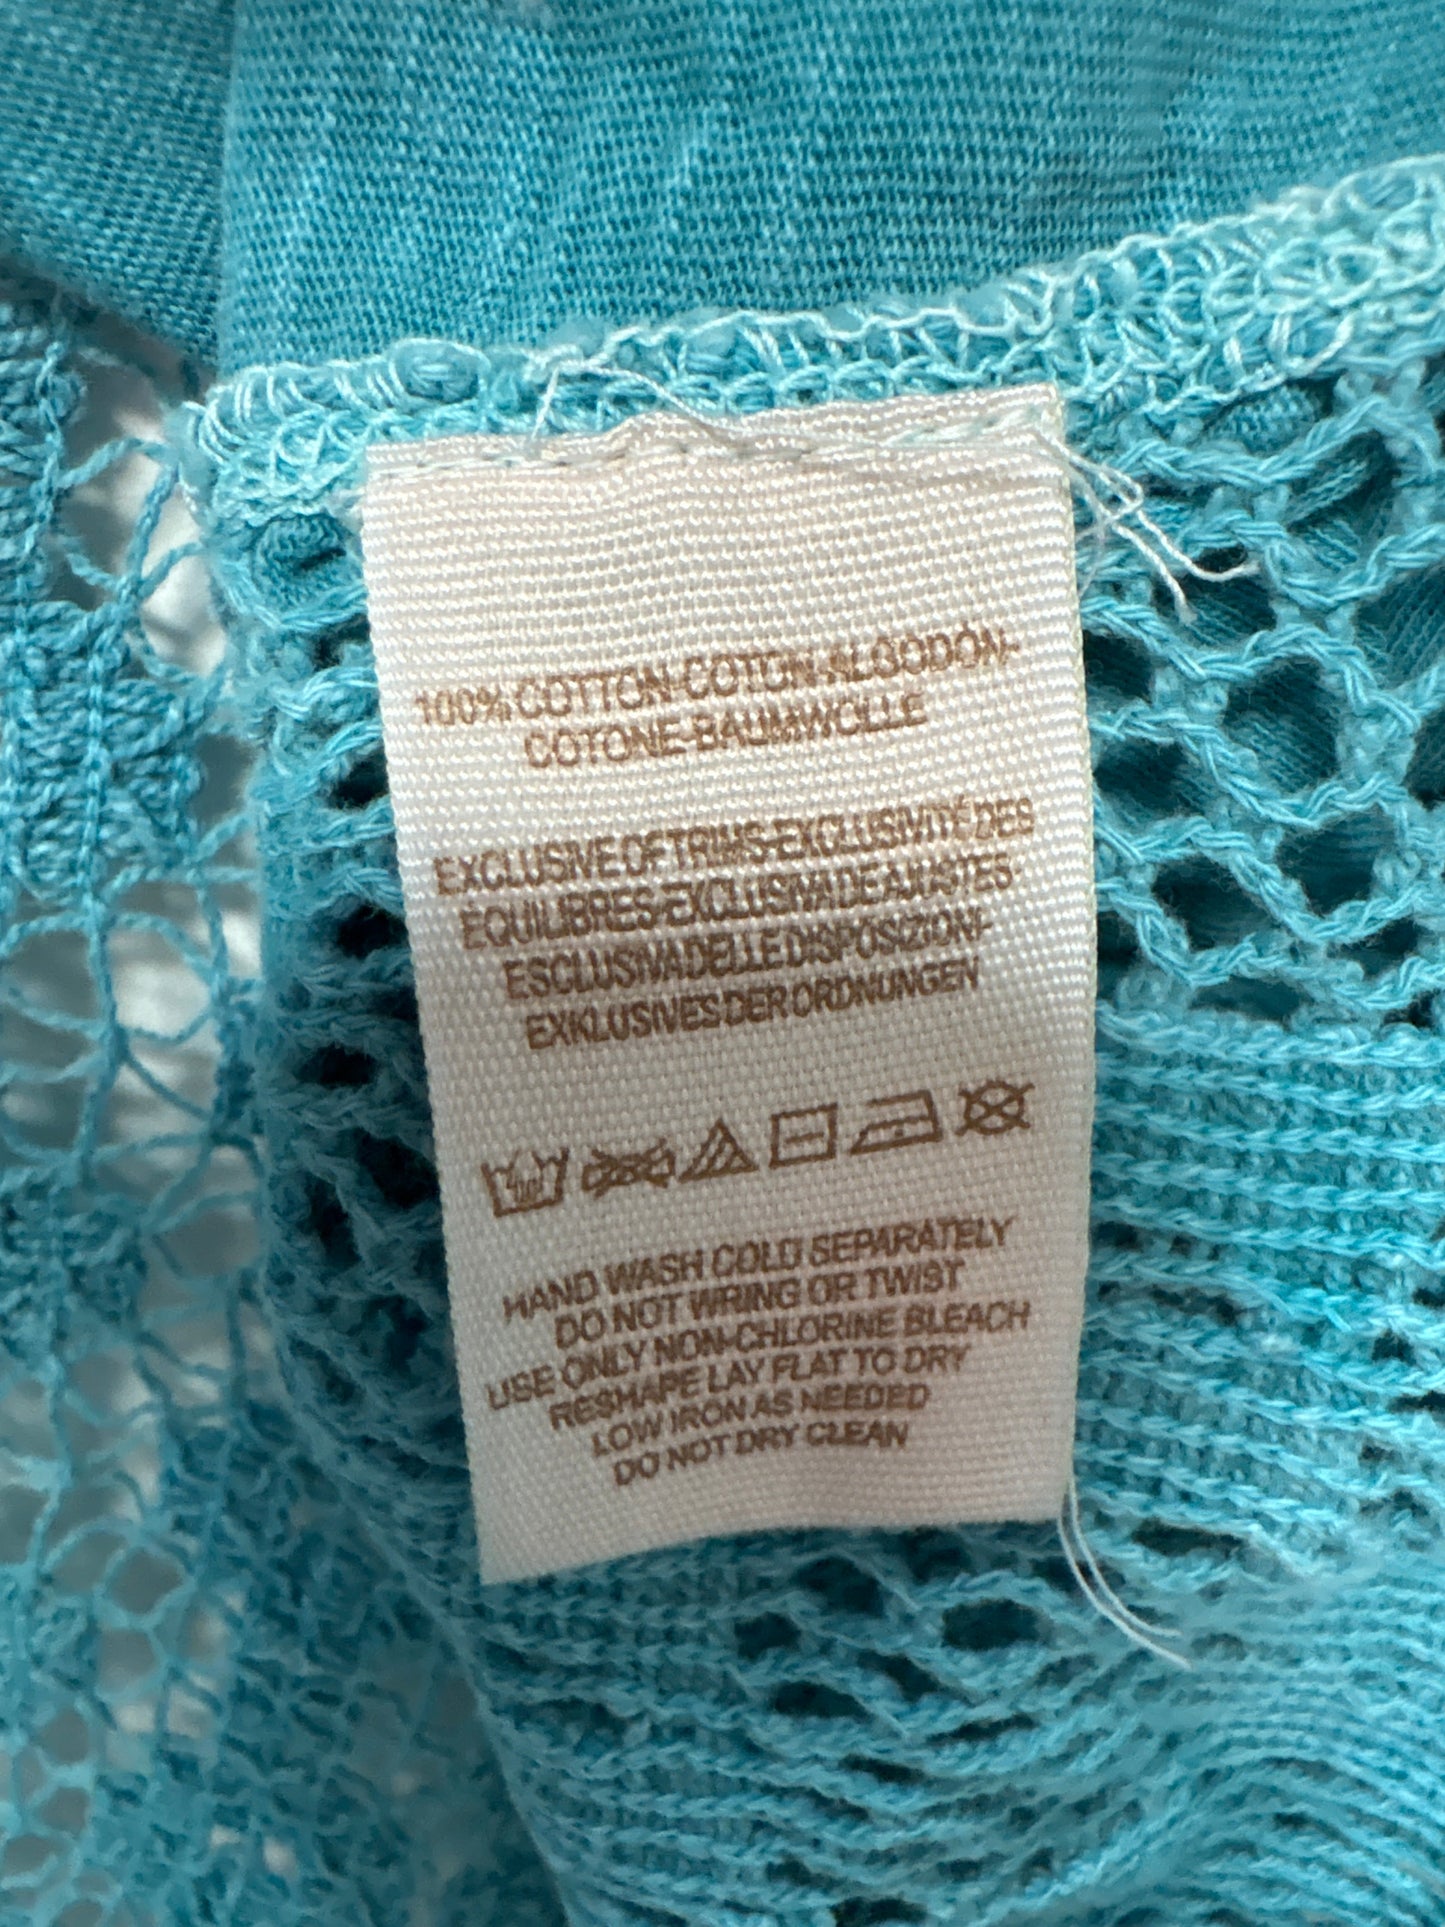 100% COTTON-COTON-ALGODÓN-
COTONE-BAUMWOLLE
EXCLUSIVE OF TRIMS-EXCLUSIVITÉ DES
EQUILIBRES-EXCLUSIVA DE AJUSTES
ESCLUSIVA DELLE DISPOSIZIONI-
EXKLUSIVES DER ORDNUNGEN
HAND WASH COLD SEPARATELY
DO NOT WRING OR TWIST
USE ONLY NON-CHLORINE BLEACH
RESHAPE LAY FLAT TO DRY
LOW IRON AS NEEDED
DO NOT DRY CLEAN